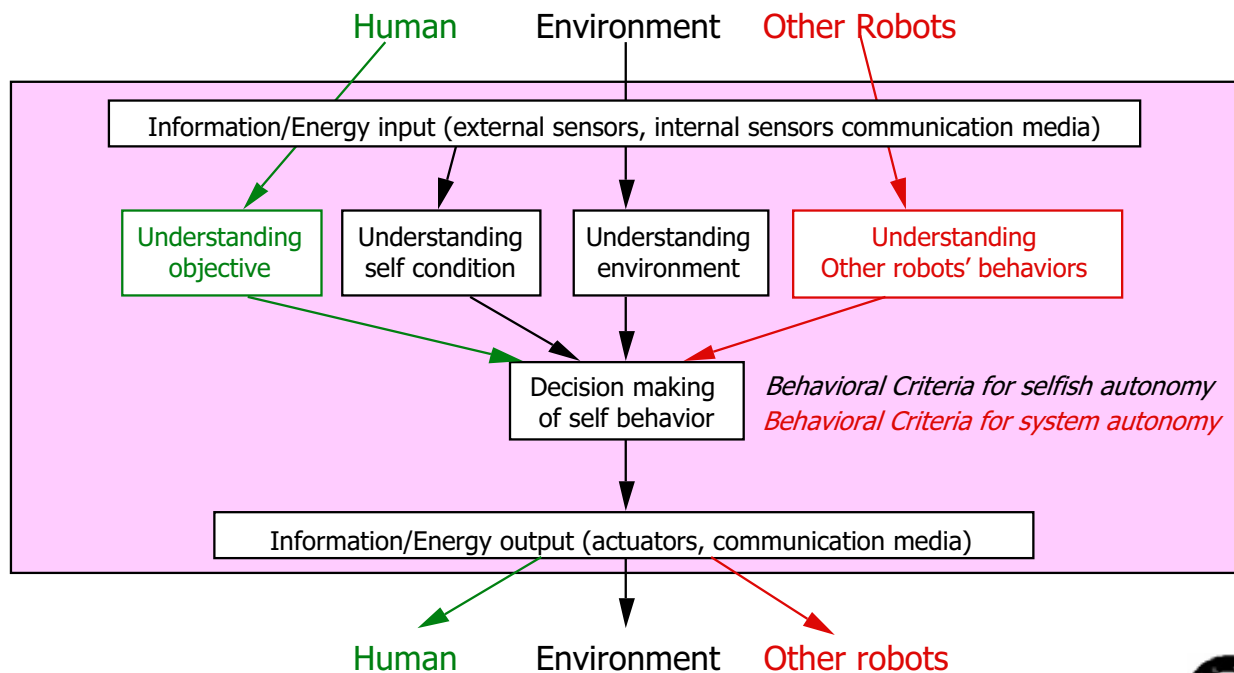 Human Environment Other Robots
Information/Energy input (external sensors, internal sensors communication media)
Understanding
objective
Understanding
self condition
Understanding
environment
Understanding
Other robots’ behaviors
Decision making
of self behavior
Behavioral Criteria for selfish autonomy
Behavioral Criteria for system autonomy
Information/Energy output (actuators, communication media)
Human Environment Other robots